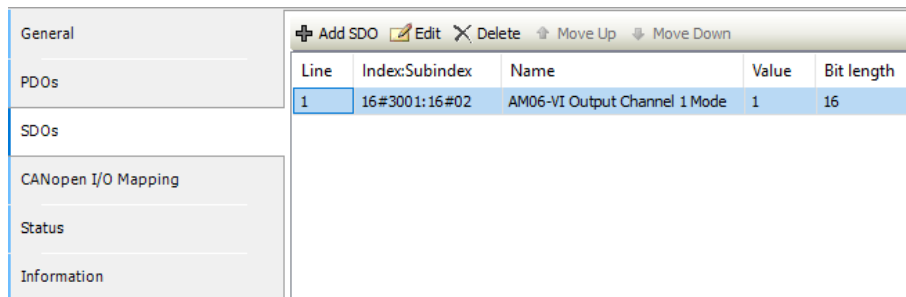 General
PDOs
SDOs
CANopen I/O Mapping
Status
Information
Add SDO Edit Delete Move Up Move Down
Line Index:Subindex Name Value Bit length
1 16#3001:16#02 AM06-VI Output Channel 1 Mode 1 16